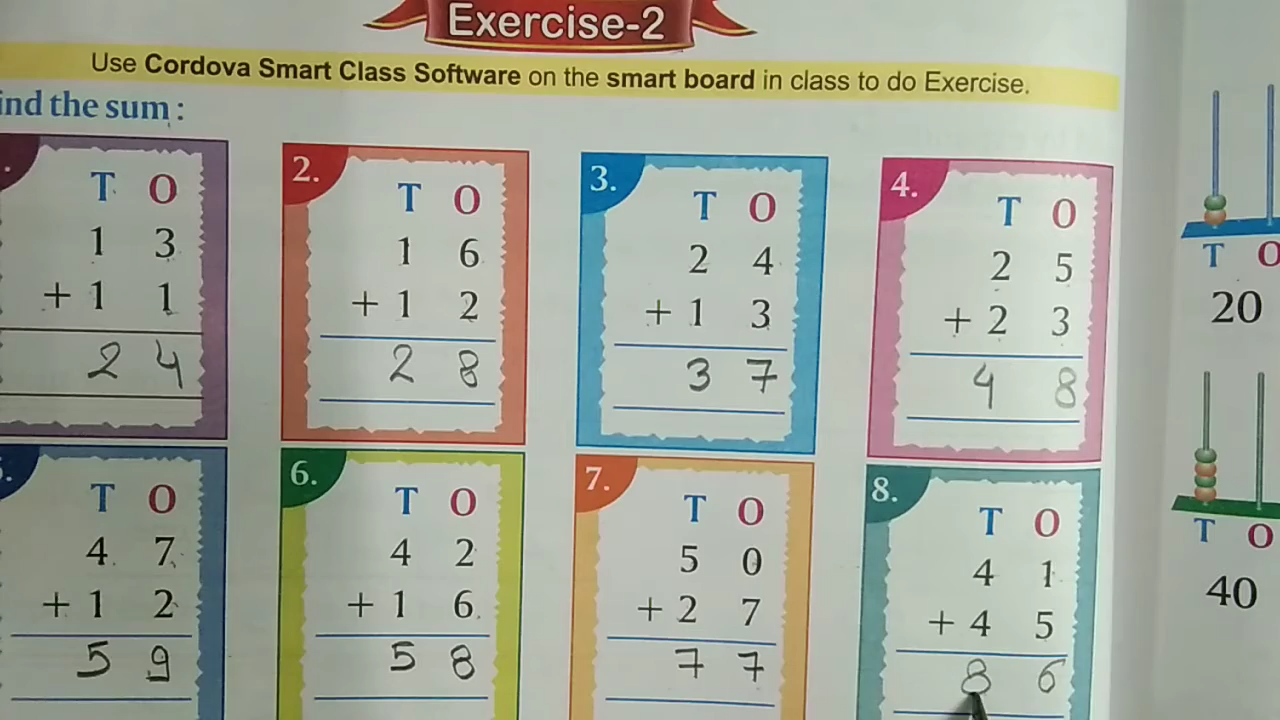 Exercise-2
Use Cordova Smart Class Software on the smart board in class to do Exercise.
ind the sum :
T O
1 3
+ 1 1
2 4
2.
T O
1 6
+ 1 2
2 8
3.
T O
2 4
+ 1 3
3 7
4.
T O
2 5
+ 2 3
4 8
T O
4 7
+ 1 2
5 9
6.
T O
4 2
+ 1 6
5 8
7.
T O
5 0
+ 2 7
7 7
8.
T O
4 1
+ 4 5
8 6
T O
20
T O
40